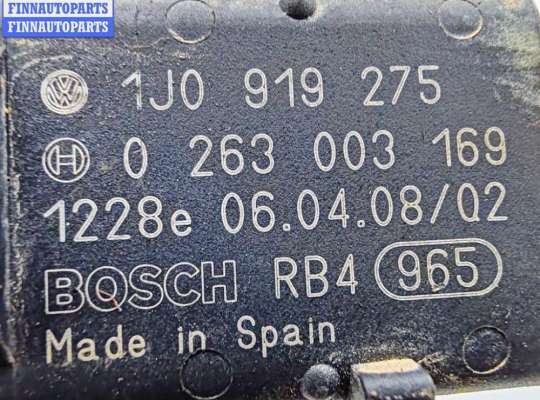 FINNAUTOPARTS
FINNAUTOPARTS
1J0 919 275
0 263 003 169
1228e 06.04.08/02
BOSCH RB4 965
Made in Spain